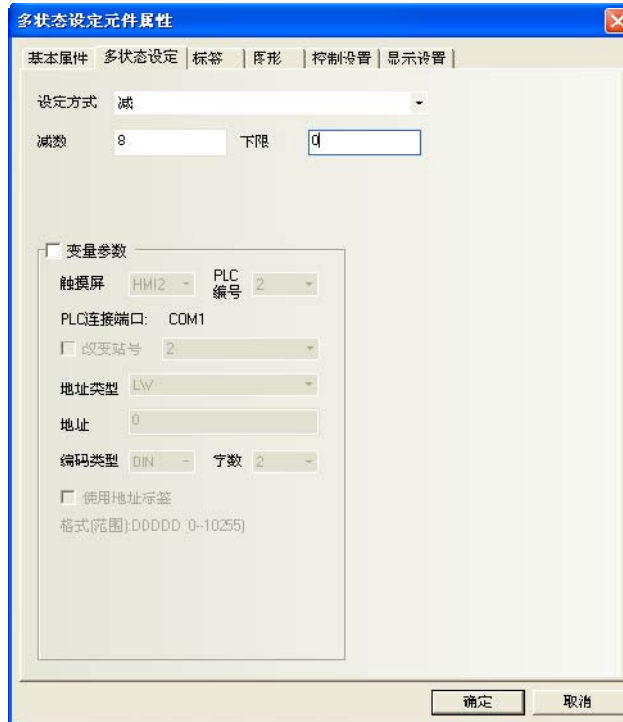 多状态设定元件属性
基本属件 多状态设定 标签 图形 控制设置 显示设置
设定方式 减
减数 8 下限 0
变量参数
触摸屏 HMI2 PLC编号 2
PLC连接端口: COM1
改变站号 2
地址类型 LW
地址 0
编码类型 BIN 字数 2
使用地址标签
格式(范围):DDDDD [0--10255]
确定 取消